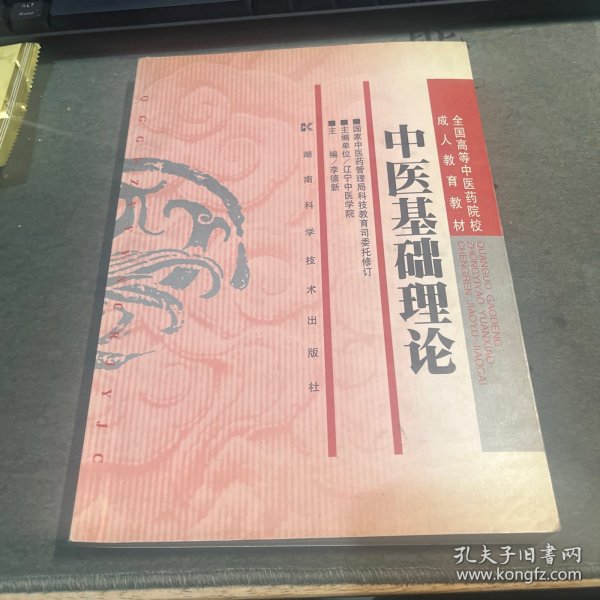 全国高等中医药院校
成人教育教材
QUANGUO GAODENG
ZHONGYIYAO YUANXIAO
CHENGREN JIAOYU JIAOCAI
中医基础理论
■国家中医药管理局科技教育司委托修订
■主编单位/辽宁中医学院
■主 编/李德新
湖南科学技术出版社
ALT
孔夫子旧书网
www.kongfz.com